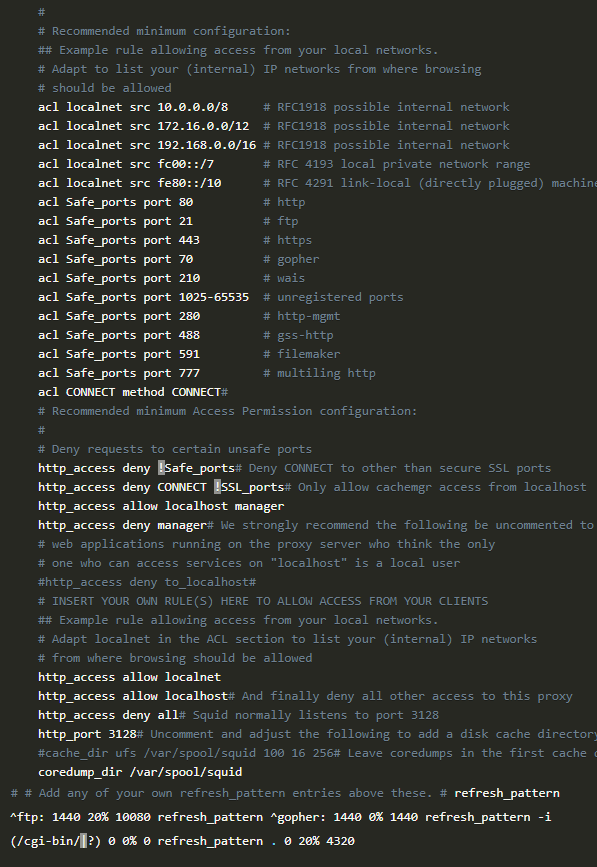 #
# Recommended minimum configuration:
## Example rule allowing access from your local networks.
# Adapt to list your (internal) IP networks from where browsing
# should be allowed
acl localnet src 10.0.0.0/8     # RFC1918 possible internal network
acl localnet src 172.16.0.0/12  # RFC1918 possible internal network
acl localnet src 192.168.0.0/16 # RFC1918 possible internal network
acl localnet src fc00::/7       # RFC 4193 local private network range
acl localnet src fe80::/10      # RFC 4291 link-local (directly plugged) machine
acl Safe_ports port 80          # http
acl Safe_ports port 21          # ftp
acl Safe_ports port 443         # https
acl Safe_ports port 70          # gopher
acl Safe_ports port 210         # wais
acl Safe_ports port 1025-65535  # unregistered ports
acl Safe_ports port 280         # http-mgmt
acl Safe_ports port 488         # gss-http
acl Safe_ports port 591         # filemaker
acl Safe_ports port 777         # multiling http
acl CONNECT method CONNECT#
# Recommended minimum Access Permission configuration:
#
# Deny requests to certain unsafe ports
http_access deny !Safe_ports# Deny CONNECT to other than secure SSL ports
http_access deny CONNECT !SSL_ports# Only allow cachemgr access from localhost
http_access allow localhost manager
http_access deny manager# We strongly recommend the following be uncommented to
# web applications running on the proxy server who think the only
# one who can access services on "localhost" is a local user
#http_access deny to_localhost#
# INSERT YOUR OWN RULE(S) HERE TO ALLOW ACCESS FROM YOUR CLIENTS
## Example rule allowing access from your local networks.
# Adapt localnet in the ACL section to list your (internal) IP networks
# from where browsing should be allowed
http_access allow localnet
http_access allow localhost# And finally deny all other access to this proxy
http_access deny all# Squid normally listens to port 3128
http_port 3128# Uncomment and adjust the following to add a disk cache directory
#cache_dir ufs /var/spool/squid 100 16 256# Leave coredumps in the first cache
coredump_dir /var/spool/squid
# # Add any of your own refresh_pattern entries above these. # refresh_pattern
^ftp: 1440 20% 10080 refresh_pattern ^gopher: 1440 0% 1440 refresh_pattern -i
(/cgi-bin/|?) 0 0% 0 refresh_pattern . 0 20% 4320